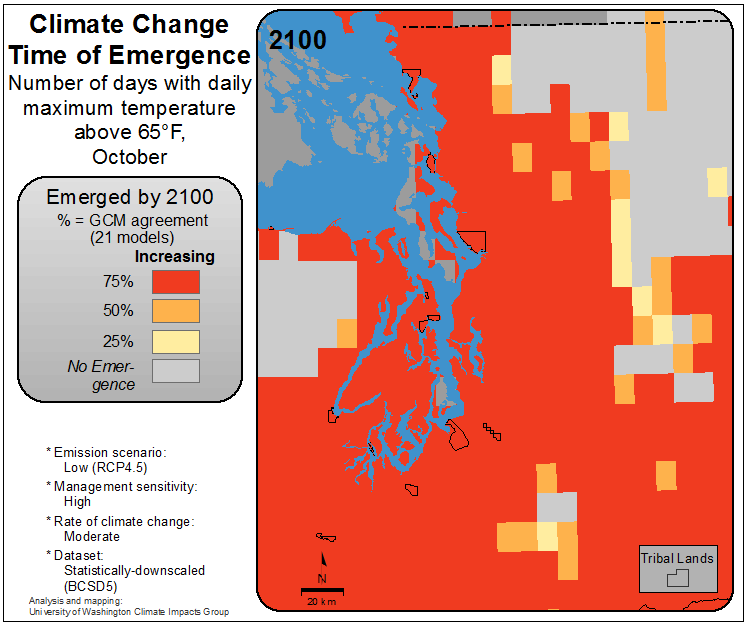 Climate Change
Time of Emergence
Number of days with daily
maximum temperature
above 65°F,
October
Emerged by 2100
% = GCM agreement
(21 models)
Increasing
75%
50%
25%
No Emer-
gence
* Emission scenario:
Low (RCP4.5)
* Management sensitivity:
High
* Rate of climate change:
Moderate
* Dataset:
Statistically-downscaled
(BCSD5)
Analysis and mapping:
University of Washington Climate Impacts Group
2100
N
20 km
Tribal Lands